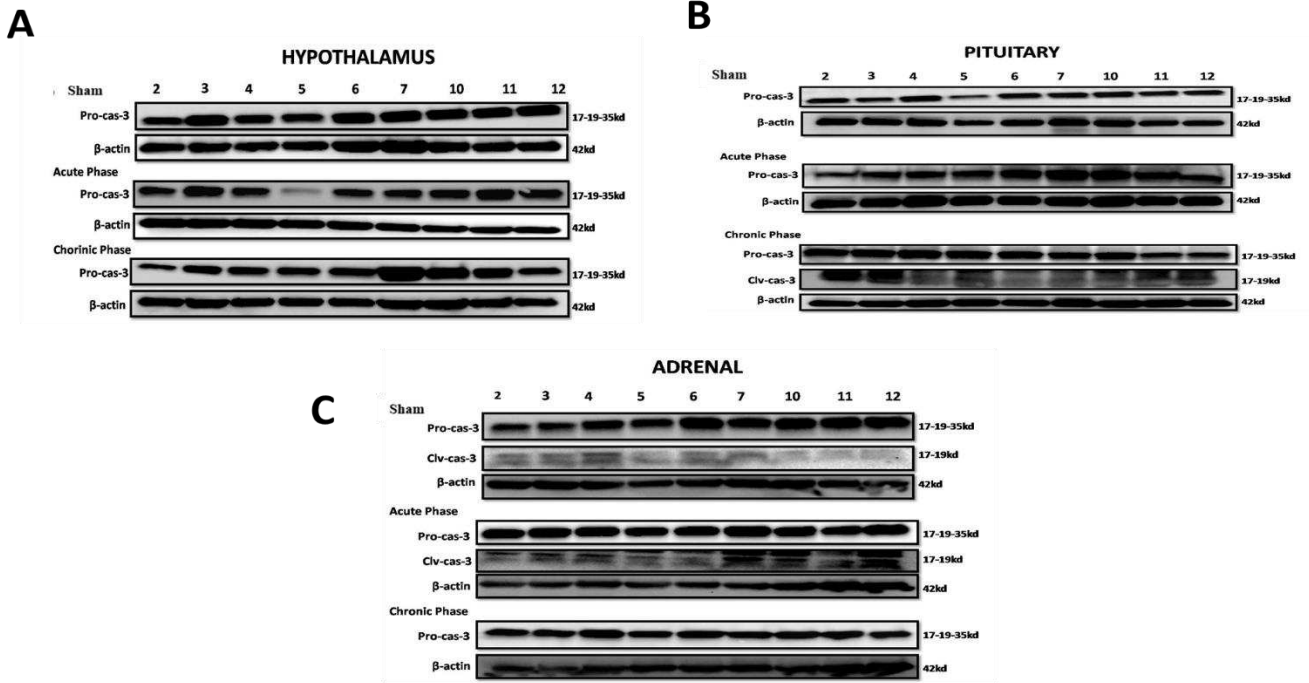 A
HYPOTHALAMUS
Sham 2 3 4 5 6 7 10 11 12
Pro-cas-3 17-19-35kd
β-actin 42kd
Acute Phase
Pro-cas-3 17-19-35kd
β-actin 42kd
Chorinic Phase
Pro-cas-3 17-19-35kd
β-actin 42kd
B
PITUITARY
Sham 2 3 4 5 6 7 10 11 12
Pro-cas-3 17-19-35kd
β-actin 42kd
Acute Phase
Pro-cas-3 17-19-35kd
β-actin 42kd
Chronic Phase
Pro-cas-3 17-19-35kd
Clv-cas-3 17-19kd
β-actin 42kd
C
ADRENAL
2 3 4 5 6 7 10 11 12
Sham
Pro-cas-3 17-19-35kd
Clv-cas-3 17-19kd
β-actin 42kd
Acute Phase
Pro-cas-3 17-19-35kd
Clv-cas-3 17-19kd
β-actin 42kd
Chronic Phase
Pro-cas-3 17-19-35kd
β-actin 42kd